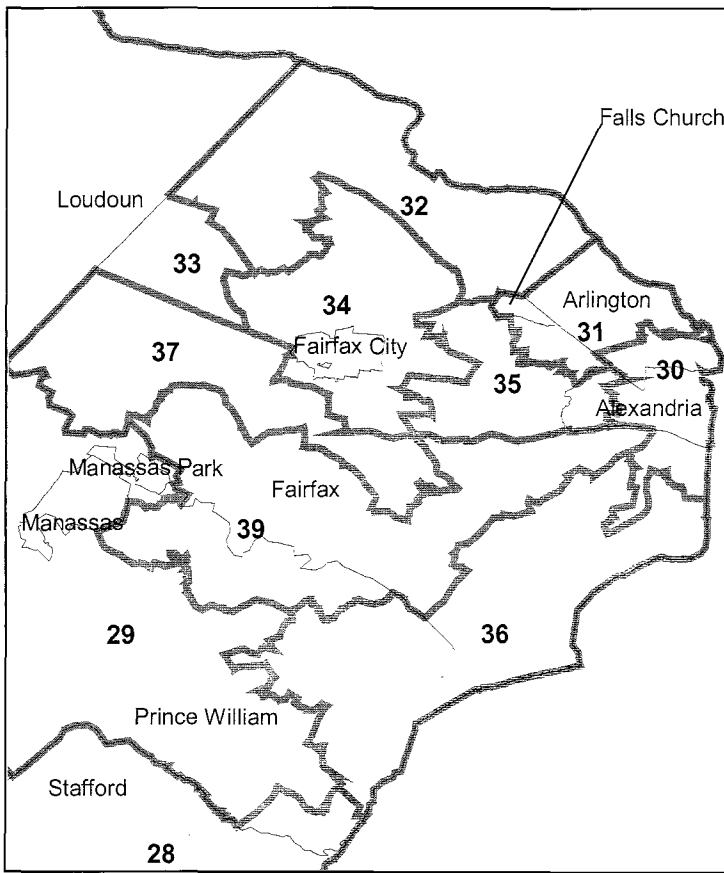 Falls Church
Loudoun
32
33
Arlington
34
31
Fairfax City
37
30
35
Alexandria
Manassas Park
Fairfax
Manassas
39
29
36
Prince William
Stafford
28